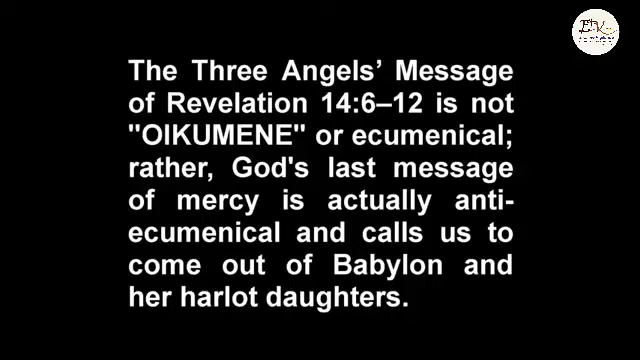 The Three Angels’ Message
of Revelation 14:6–12 is not
"OIKUMENE" or ecumenical;
rather, God's last message
of mercy is actually anti-
ecumenical and calls us to
come out of Babylon and
her harlot daughters.